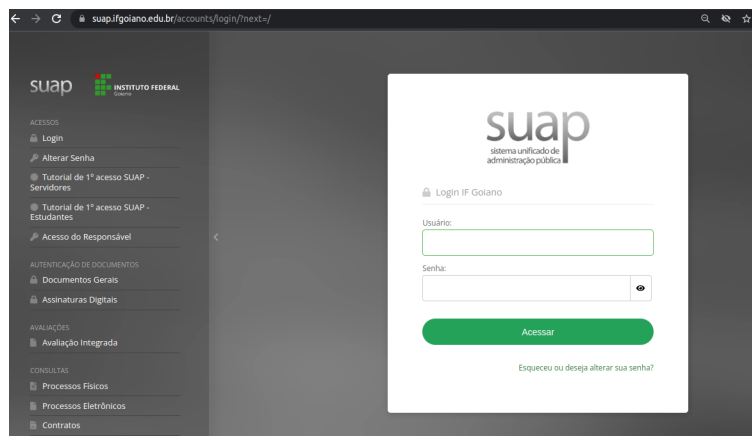 suap.ifgoiano.edu.br/accounts/login/?next=/
suap
INSTITUTO FEDERAL
Goiano
ACESSOS
Login
Alterar Senha
Tutorial de 1º acesso SUAP -
Servidores
Tutorial de 1º acesso SUAP -
Estudantes
Acesso do Responsável
AUTENTICAÇÃO DE DOCUMENTOS
Documentos Gerais
Assinaturas Digitais
AVALIAÇÕES
Avaliação Integrada
CONSULTAS
Processos Físicos
Processos Eletrônicos
Contratos
suap
sistema unificado de
administração pública
Login IF Goiano
Usuário:
Senha:
Acessar
Esqueceu ou deseja alterar sua senha?